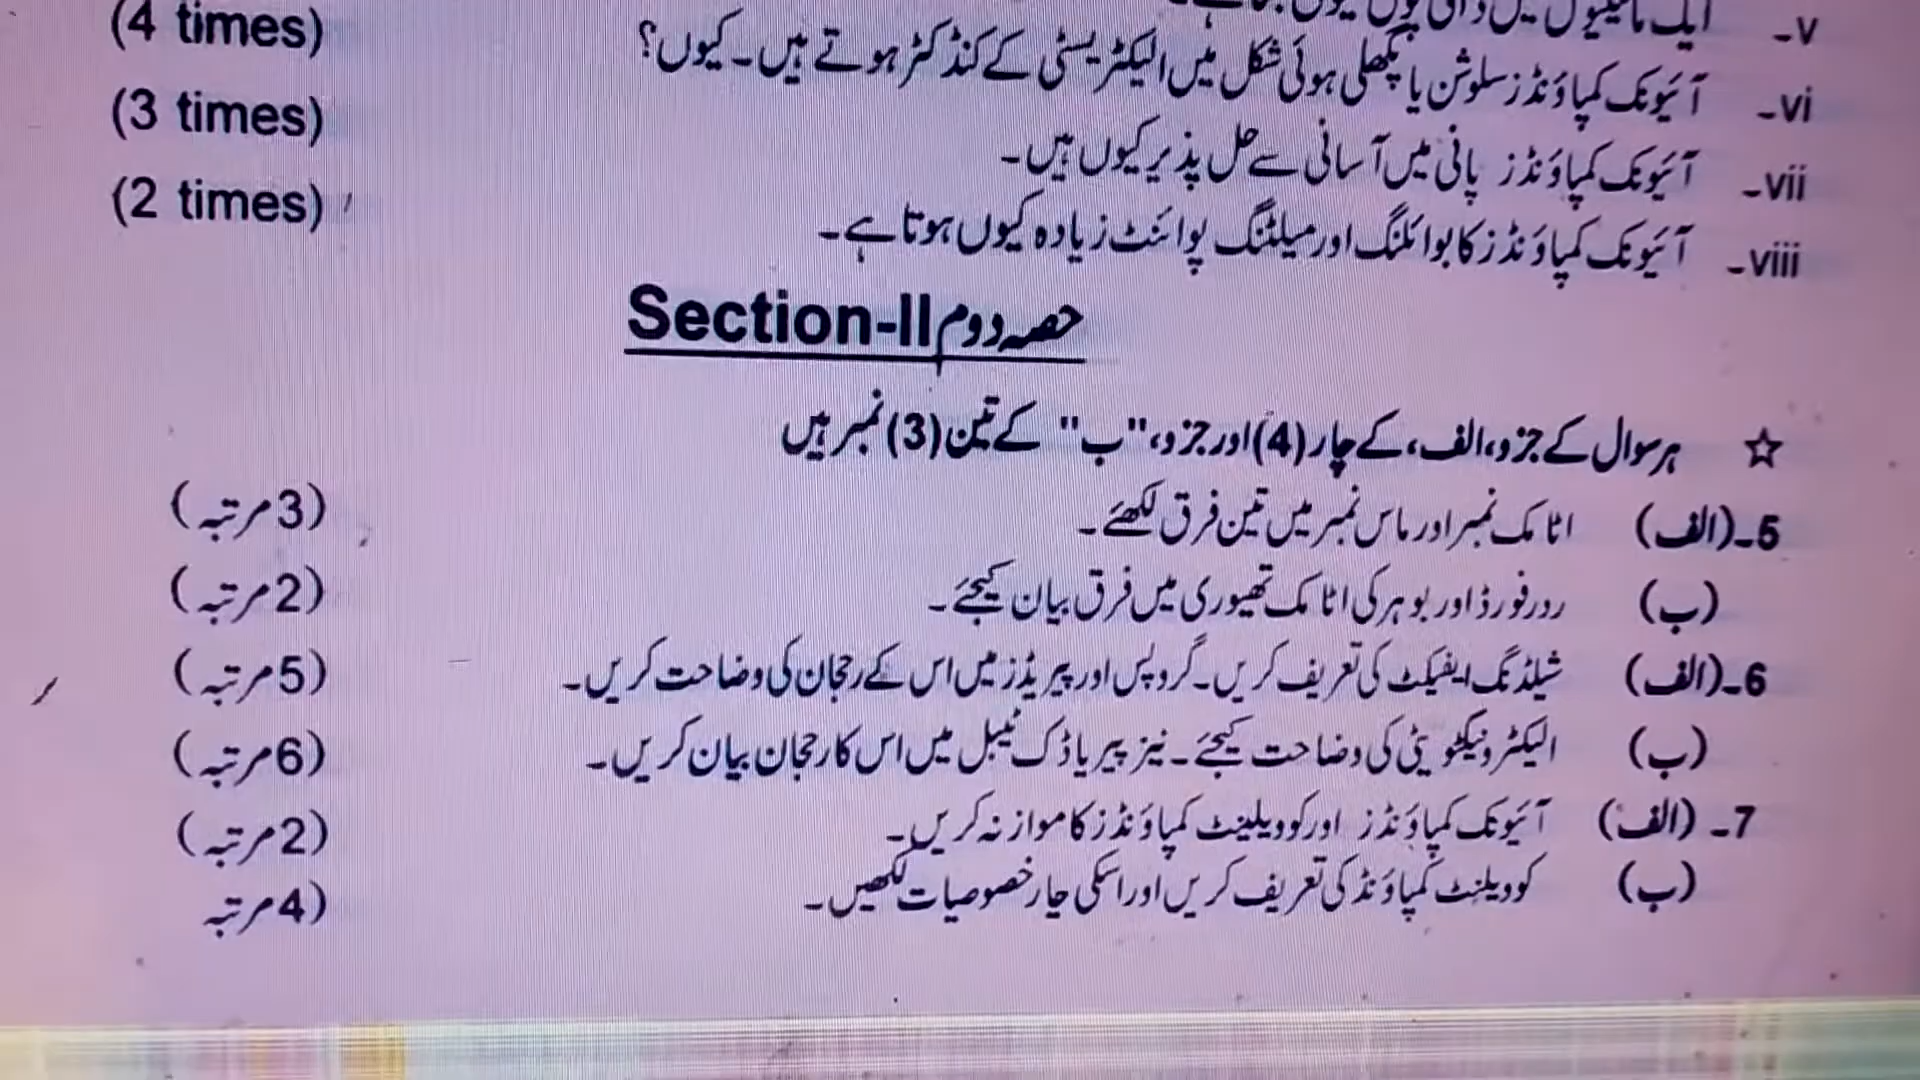 v۔ ایک
vi۔ آئیونک کمپاؤنڈز سلوشن یا پگھلی ہوئی شکل میں الیکٹریسٹی کے کنڈکٹر ہوتے ہیں۔ کیوں؟ (4 times)
vii۔ آئیونک کمپاؤنڈز پانی میں آسانی سے حل پذیر کیوں ہیں۔ (3 times)
viii۔ آئیونک کمپاؤنڈز کا بوائلنگ اور میلٹنگ پوائنٹ زیادہ کیوں ہوتا ہے۔ (2 times)
حصہ دوم Section-II
☆ ہر سوال کے جزو، الف، کے چار (4) اور جزو، "ب" کے تین (3) نمبر ہیں
5۔ (الف) اٹامک نمبر اور ماس نمبر میں تین فرق لکھئے۔ (3 مرتبہ)
(ب) ردرفورڈ اور بوہر کی اٹامک تھیوری میں فرق بیان کیجئے۔ (2 مرتبہ)
6۔ (الف) شیلڈنگ ایفیکٹ کی تعریف کریں۔ گروپس اور پیریڈز میں اس کے رجحان کی وضاحت کریں۔ (5 مرتبہ)
(ب) الیکٹرونیگٹویٹی کی وضاحت کیجئے۔ نیز پیریاڈک ٹیبل میں اس کا رجحان بیان کریں۔ (6 مرتبہ)
7۔ (الف) آئیونک کمپاؤنڈز اور کوویلینٹ کمپاؤنڈز کا موازنہ کریں۔ (2 مرتبہ)
(ب) کوویلنٹ کمپاؤنڈ کی تعریف کریں اور اسکی چار خصوصیات لکھیں۔ (4 مرتبہ